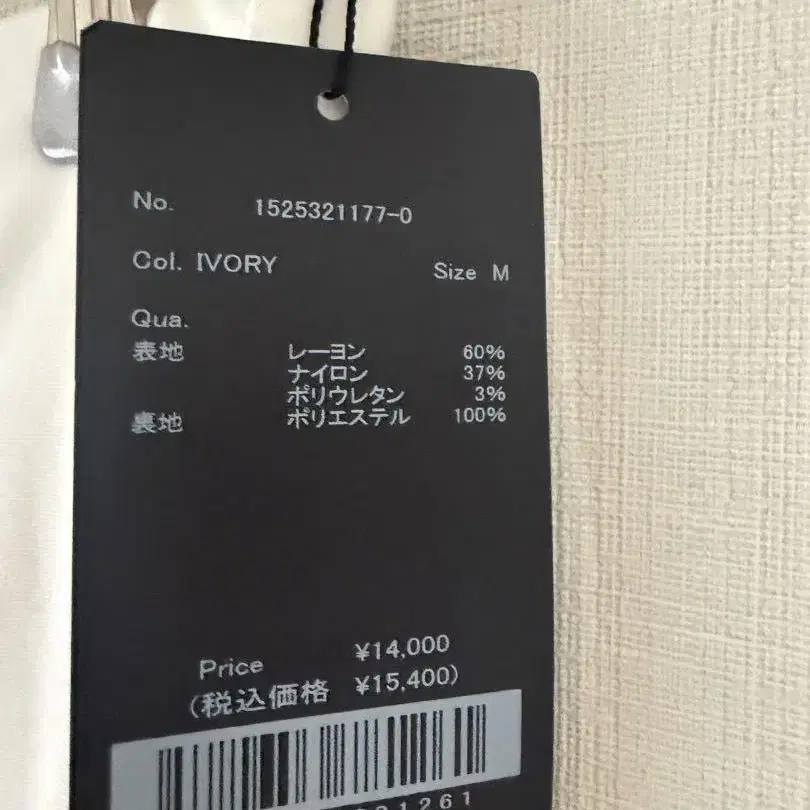 No. 1525321177-0
Col. IVORY Size M
Qua.
表地 レーヨン 60%
ナイロン 37%
ポリウレタン 3%
裏地 ポリエステル 100%
Price ¥14,000
(税込価格 ¥15,400)